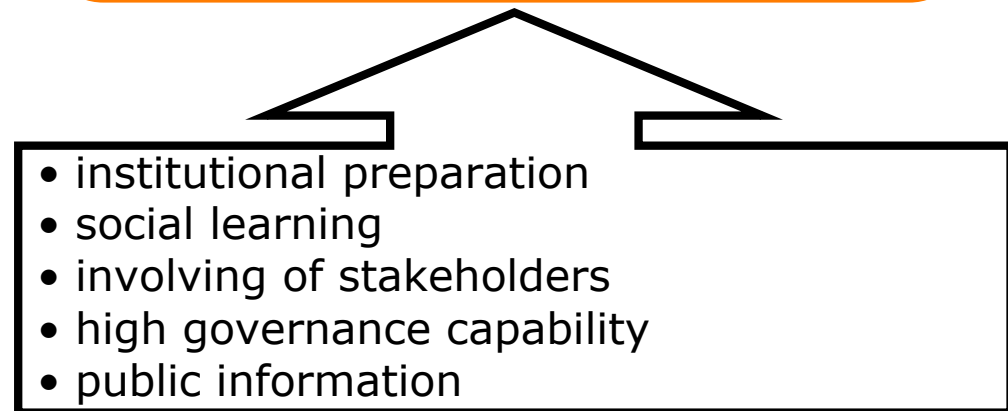 • institutional preparation
• social learning
• involving of stakeholders
• high governance capability
• public information